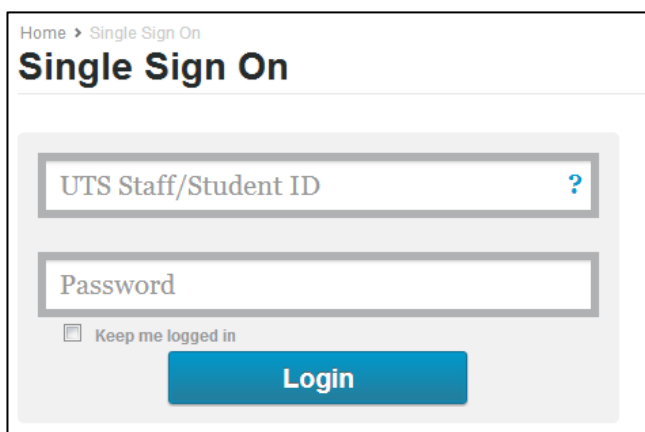 Home > Single Sign On
Single Sign On
UTS Staff/Student ID ?
Password
Keep me logged in
Login